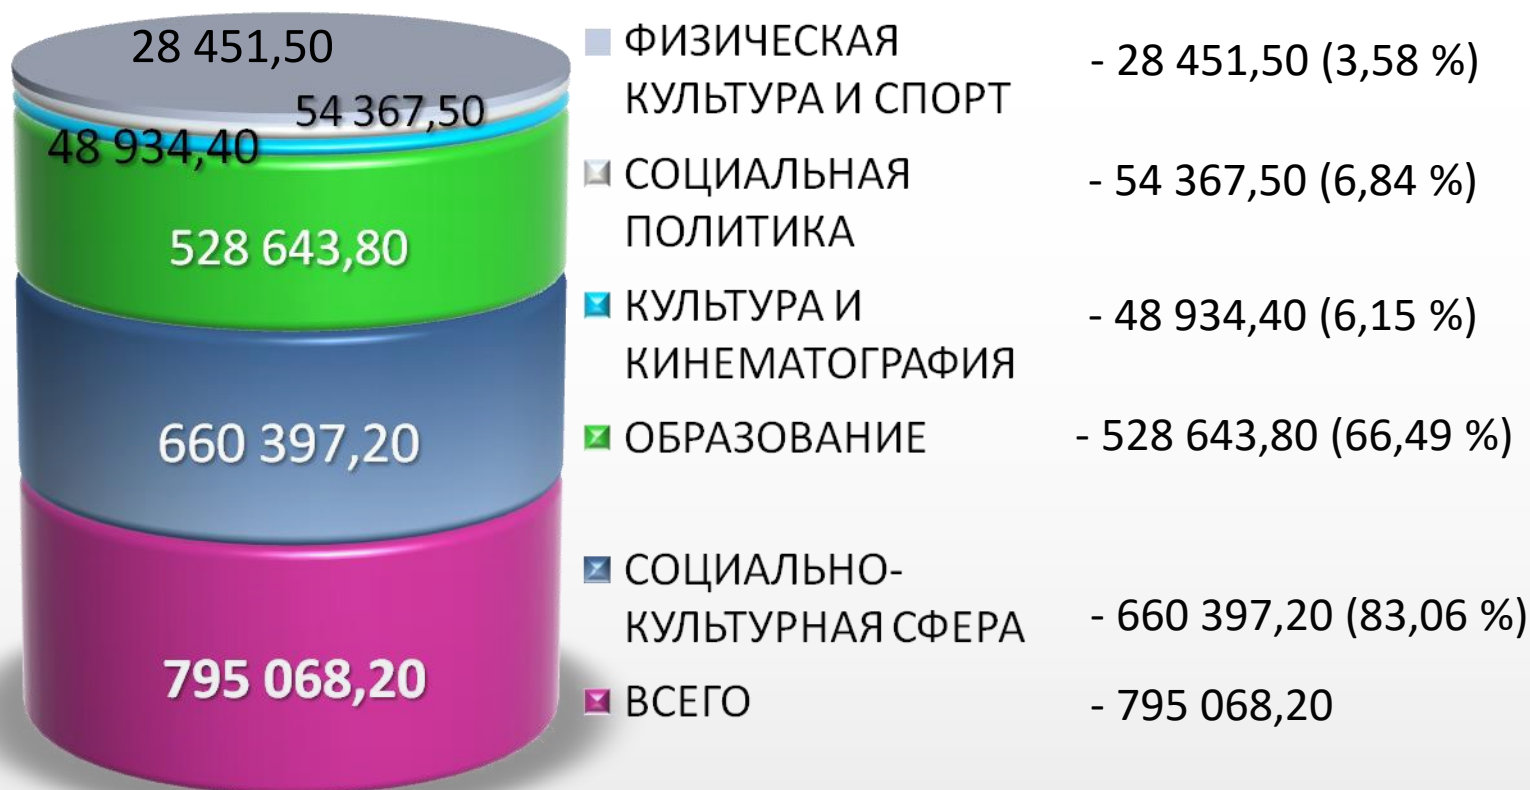 28 451,50
54 367,50
48 934,40
528 643,80
660 397,20
795 068,20
ФИЗИЧЕСКАЯ
КУЛЬТУРА И СПОРТ
- 28 451,50 (3,58 %)
СОЦИАЛЬНАЯ
ПОЛИТИКА
- 54 367,50 (6,84 %)
КУЛЬТУРА И
КИНЕМАТОГРАФИЯ
- 48 934,40 (6,15 %)
ОБРАЗОВАНИЕ
- 528 643,80 (66,49 %)
СОЦИАЛЬНО-
КУЛЬТУРНАЯ СФЕРА
- 660 397,20 (83,06 %)
ВСЕГО
- 795 068,20